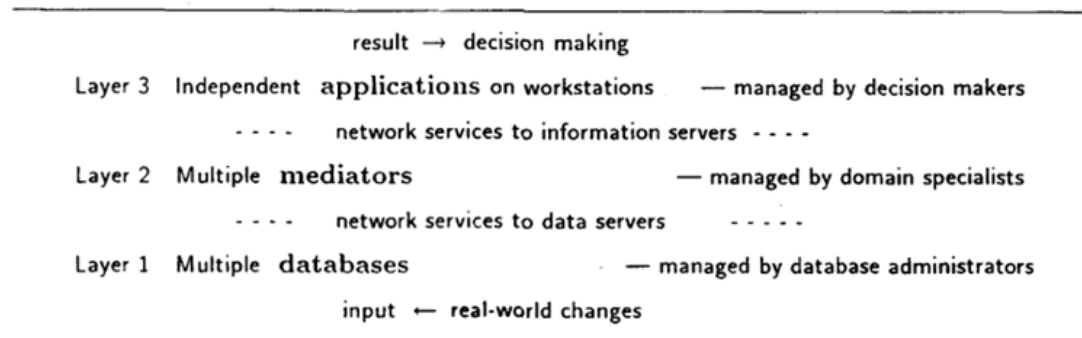 result → decision making
Layer 3 Independent applications on workstations — managed by decision makers
- - - - network services to information servers - - - -
Layer 2 Multiple mediators — managed by domain specialists
- - - - network services to data servers - - - - -
Layer 1 Multiple databases — managed by database administrators
input ← real-world changes